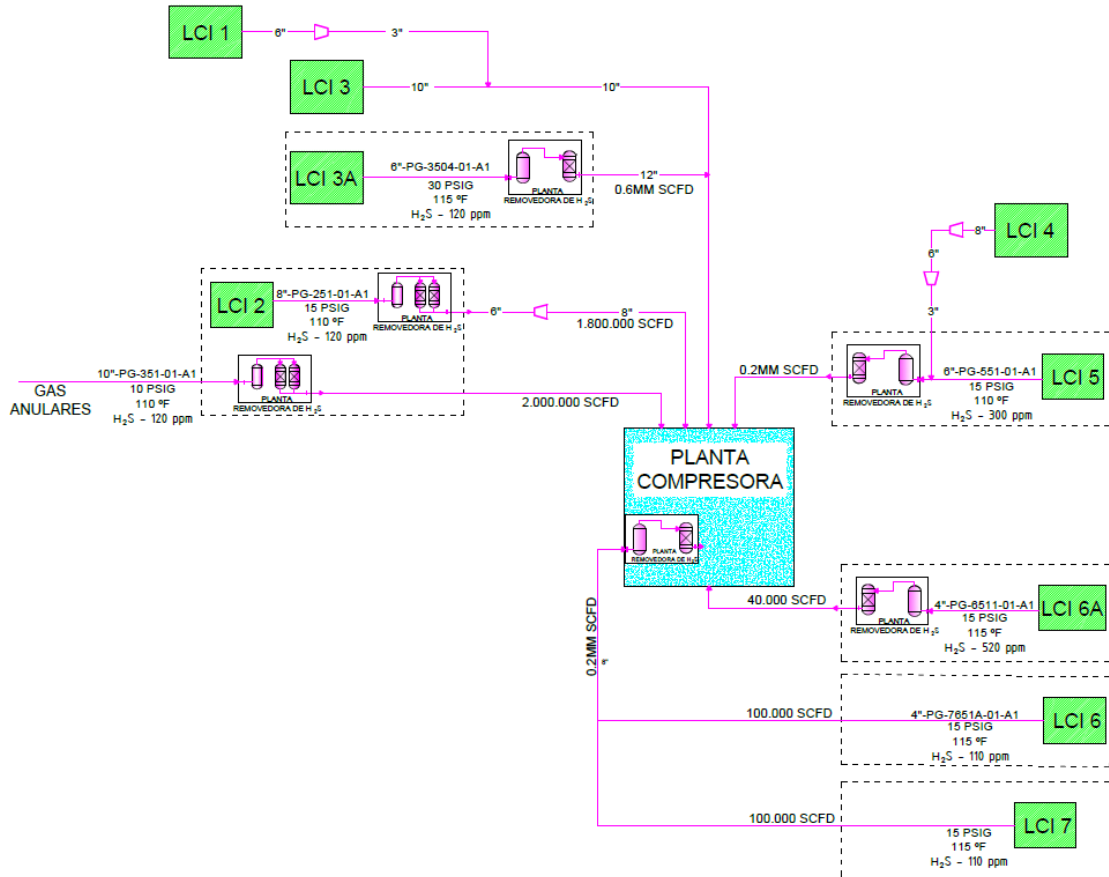 LCI 1
6"
3"
LCI 3
10"
10"
LCI 3A
6"-PG-3504-01-A1
30 PSIG
115 ºF
H₂S - 120 ppm
PLANTA
REMOVEDORA DE H₂S
12"
0.6MM SCFD
LCI 4
8"
6"
3"
LCI 2
8"-PG-251-01-A1
15 PSIG
110 ºF
H₂S - 120 ppm
PLANTA
REMOVEDORA DE H₂S
6"
8"
1.800.000 SCFD
10"-PG-351-01-A1
GAS
ANULARES
10 PSIG
110 ºF
H₂S - 120 ppm
PLANTA
REMOVEDORA DE H₂S
2.000.000 SCFD
0.2MM SCFD
PLANTA
REMOVEDORA DE H₂S
6"-PG-551-01-A1
15 PSIG
110 ºF
H₂S - 300 ppm
LCI 5
PLANTA
COMPRESORA
PLANTA
REMOVEDORA DE H₂S
0.2MM SCFD
8"
40.000 SCFD
PLANTA
REMOVEDORA DE H₂S
4"-PG-6511-01-A1
15 PSIG
115 ºF
H₂S - 520 ppm
LCI 6A
100.000 SCFD
4"-PG-7651A-01-A1
15 PSIG
115 ºF
H₂S - 110 ppm
LCI 6
100.000 SCFD
15 PSIG
115 ºF
H₂S - 110 ppm
LCI 7